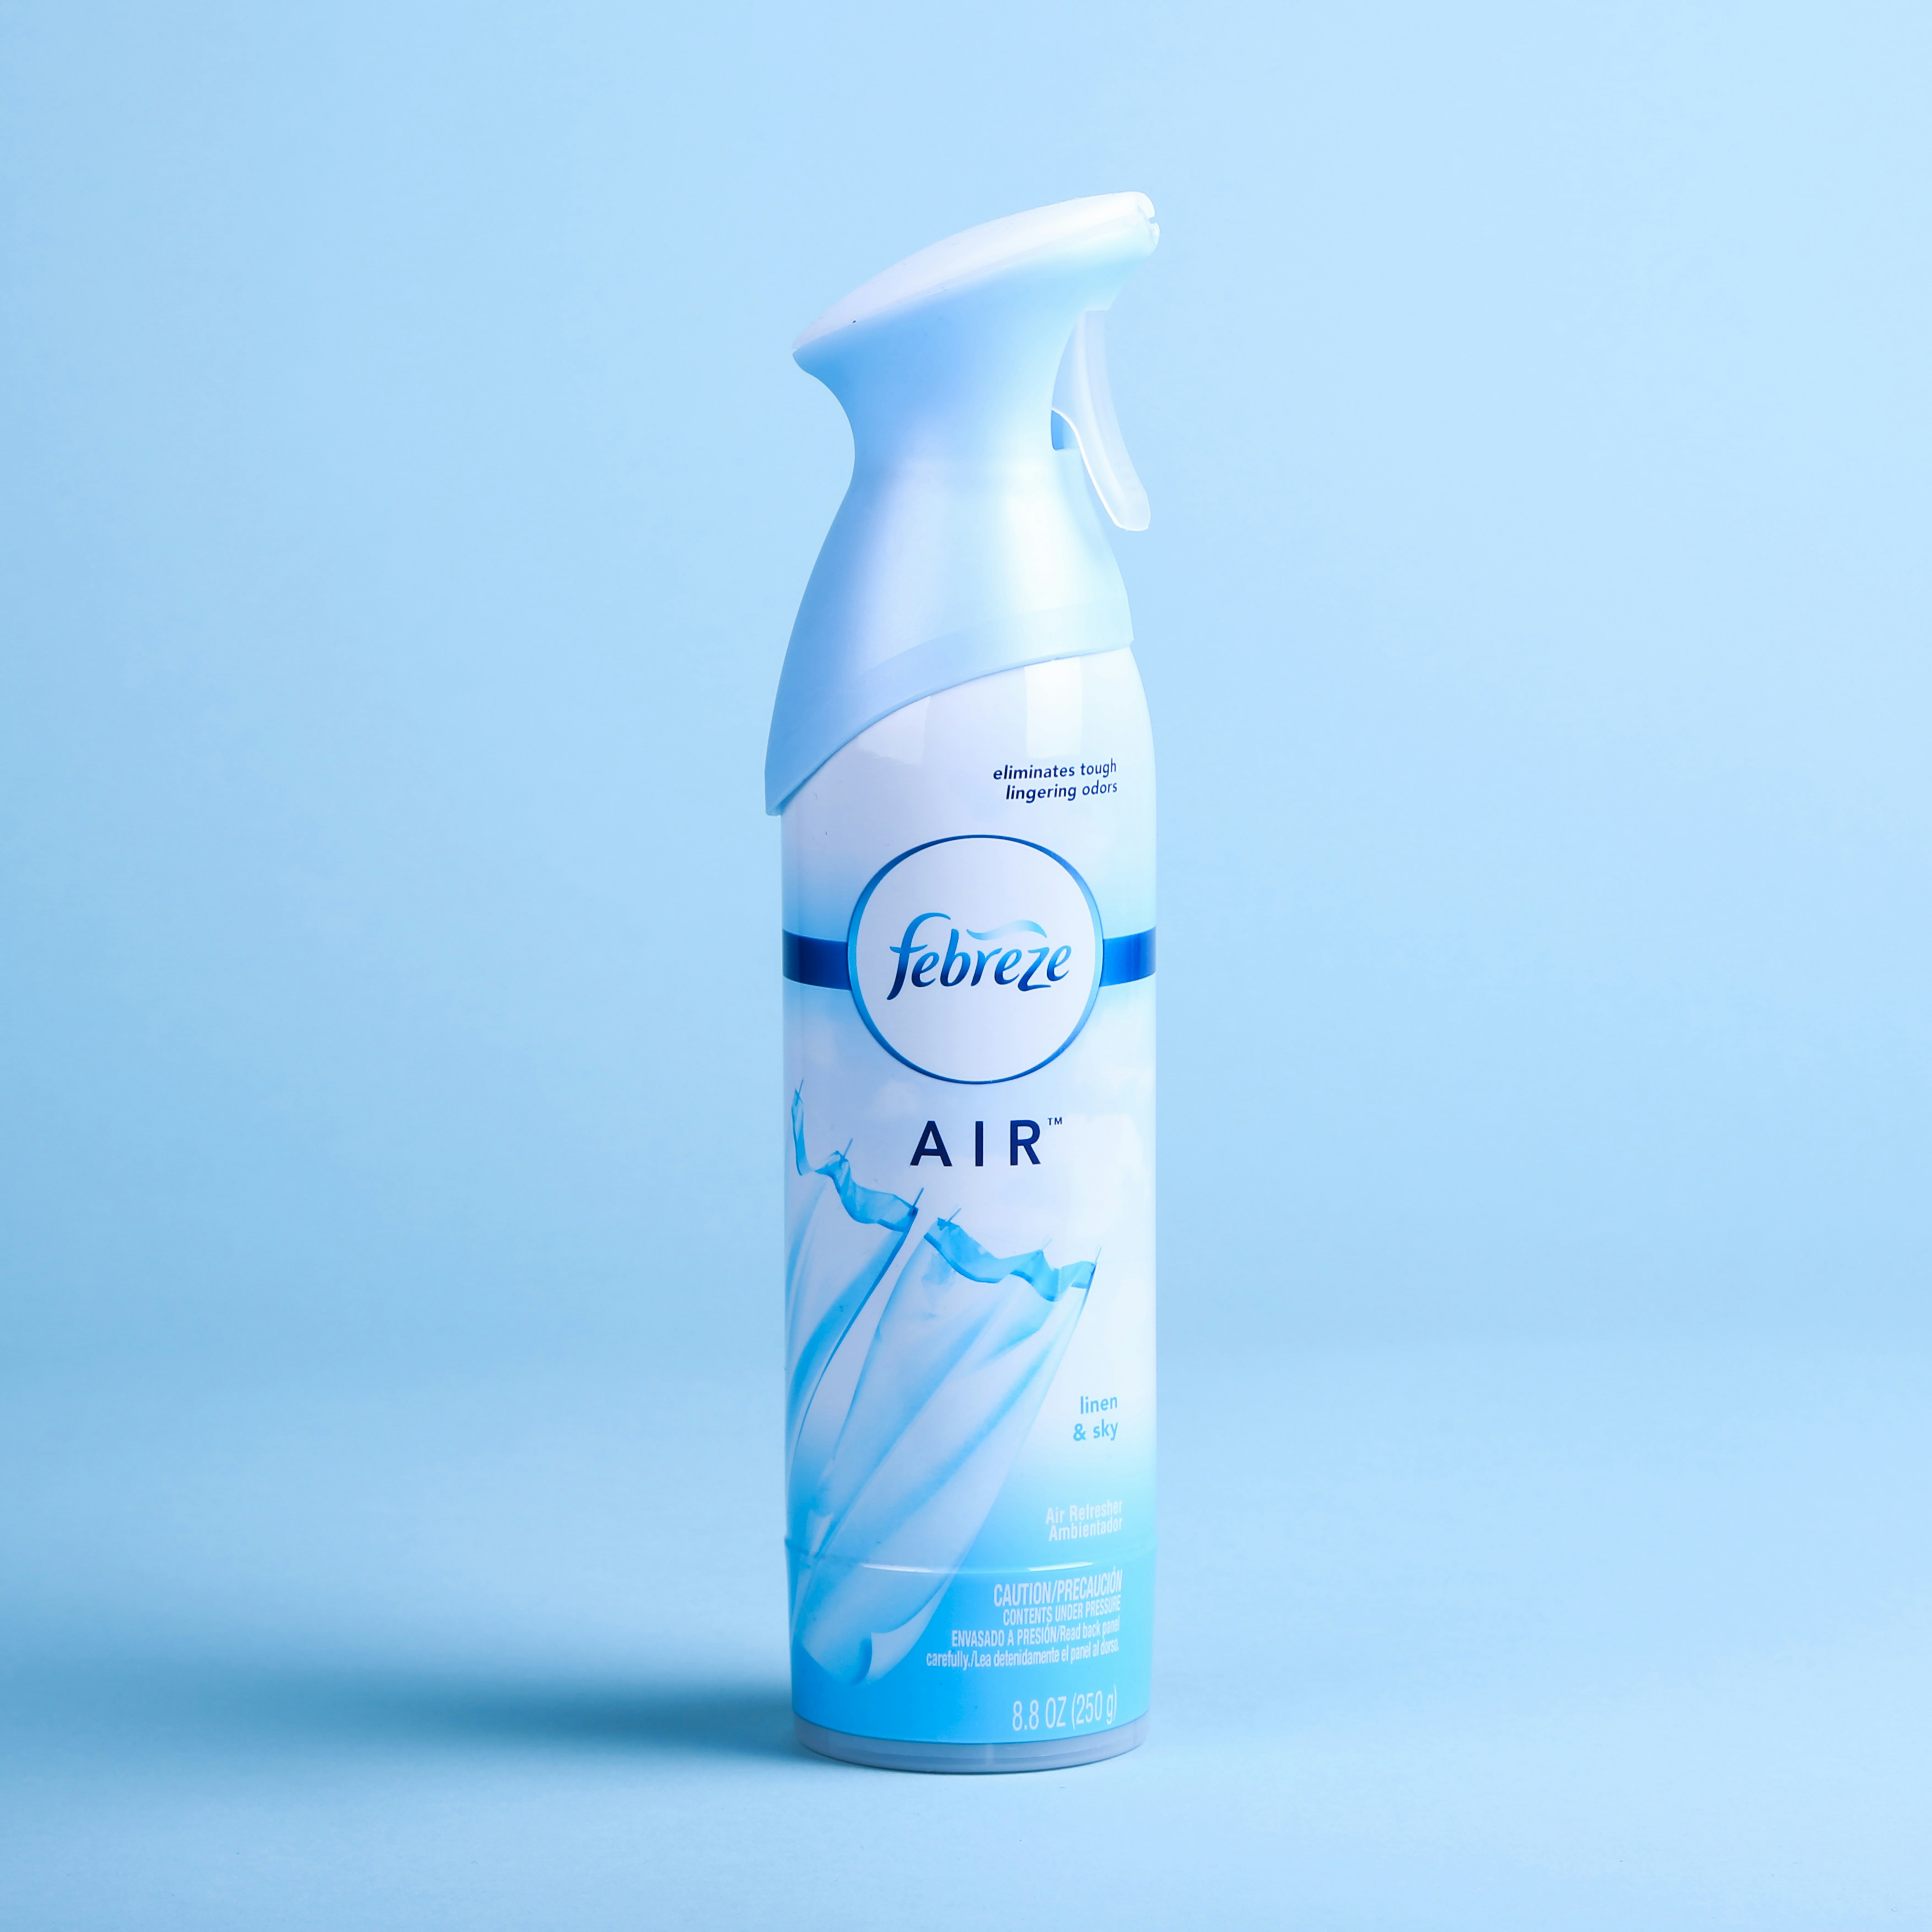 eliminates tough
lingering odors
febreze
AIR™
linen
& sky
Air Refresher
Ambientador
CAUTION/PRECAUCIÓN
CONTENTS UNDER PRESSURE
ENVASADO A PRESIÓN/Read back panel
carefully./Lea detenidamente el panel al dorso.
8.8 OZ (250 g)